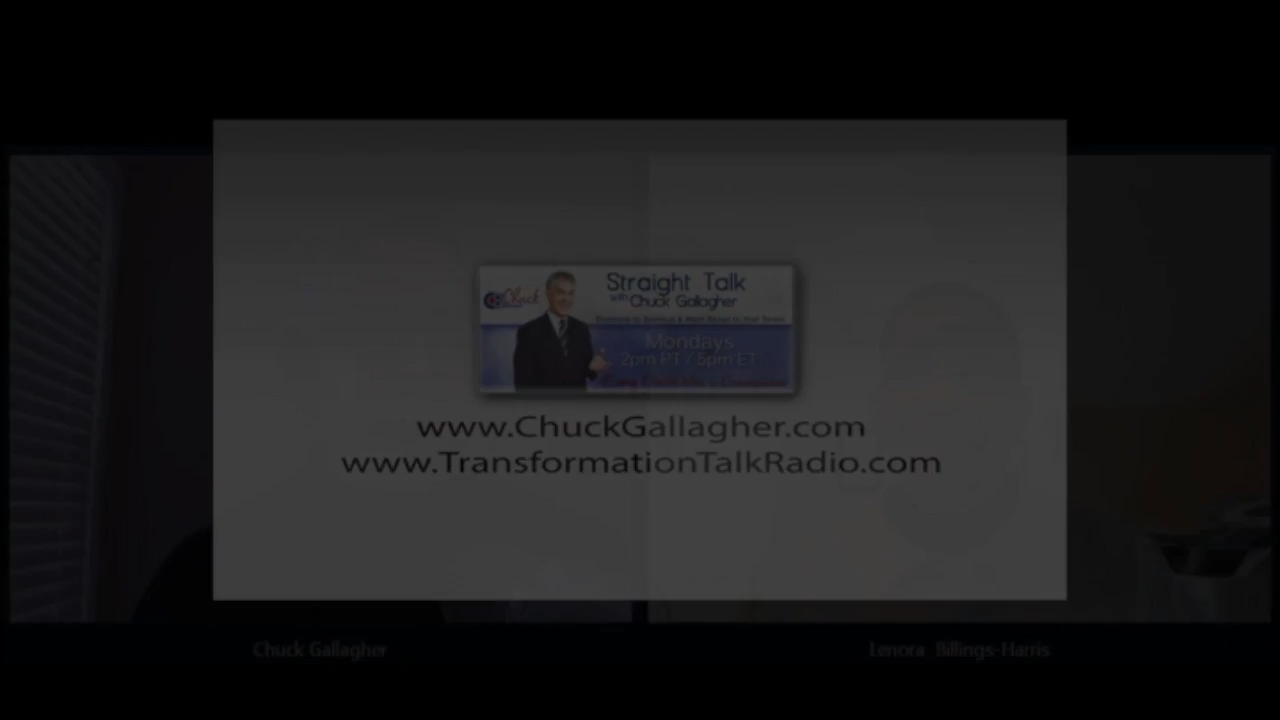 Chuck
Straight Talk
with Chuck Gallagher
Mondays
2pm PT / 5pm ET
www.ChuckGallagher.com
www.TransformationTalkRadio.com
Chuck Gallagher
Lenora Billings-Harris